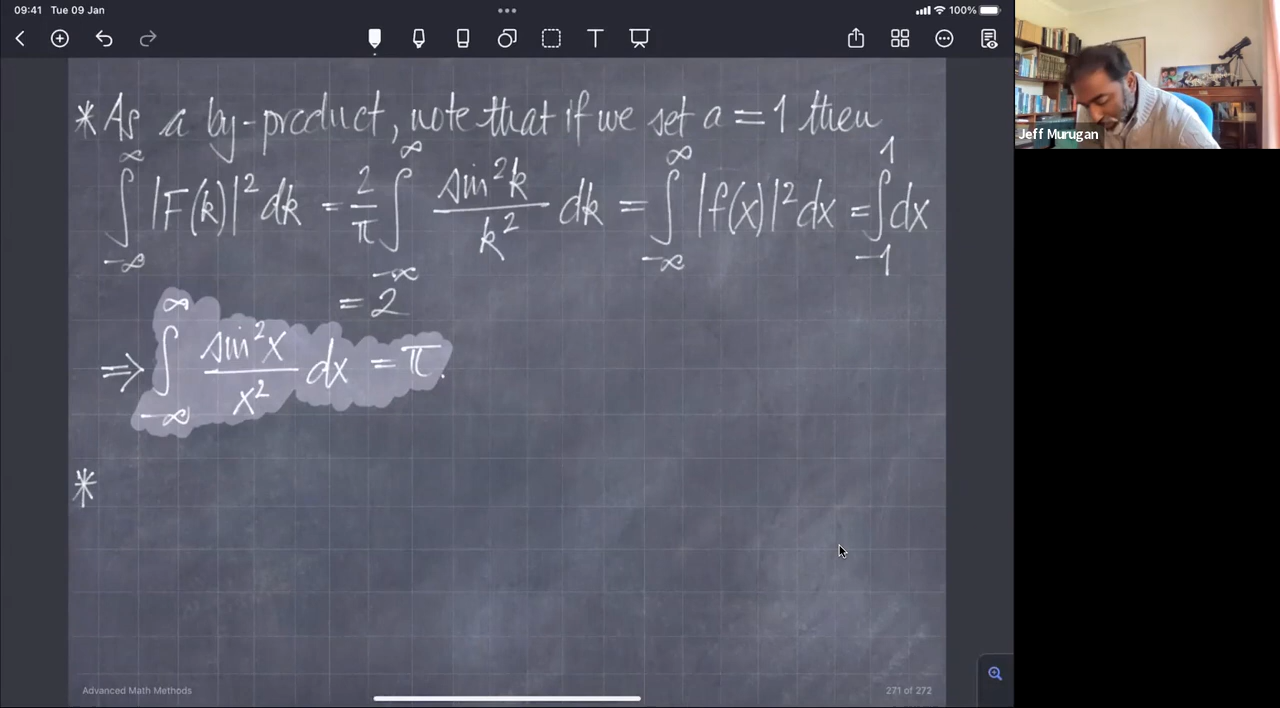 09:41 Tue 09 Jan
100%
T
Jeff Murugan
* As a by-product, note that if we set a = 1 then
∫_{-∞}^{∞} |F(k)|² dk = 2/π ∫_{-∞}^{∞} sin²k/k² dk = ∫_{-∞}^{∞} |f(x)|² dx = ∫_{-1}^{1} dx
= 2
⇒ ∫_{-∞}^{∞} sin²x/x² dx = π.
*
Advanced Math Methods
271 of 272